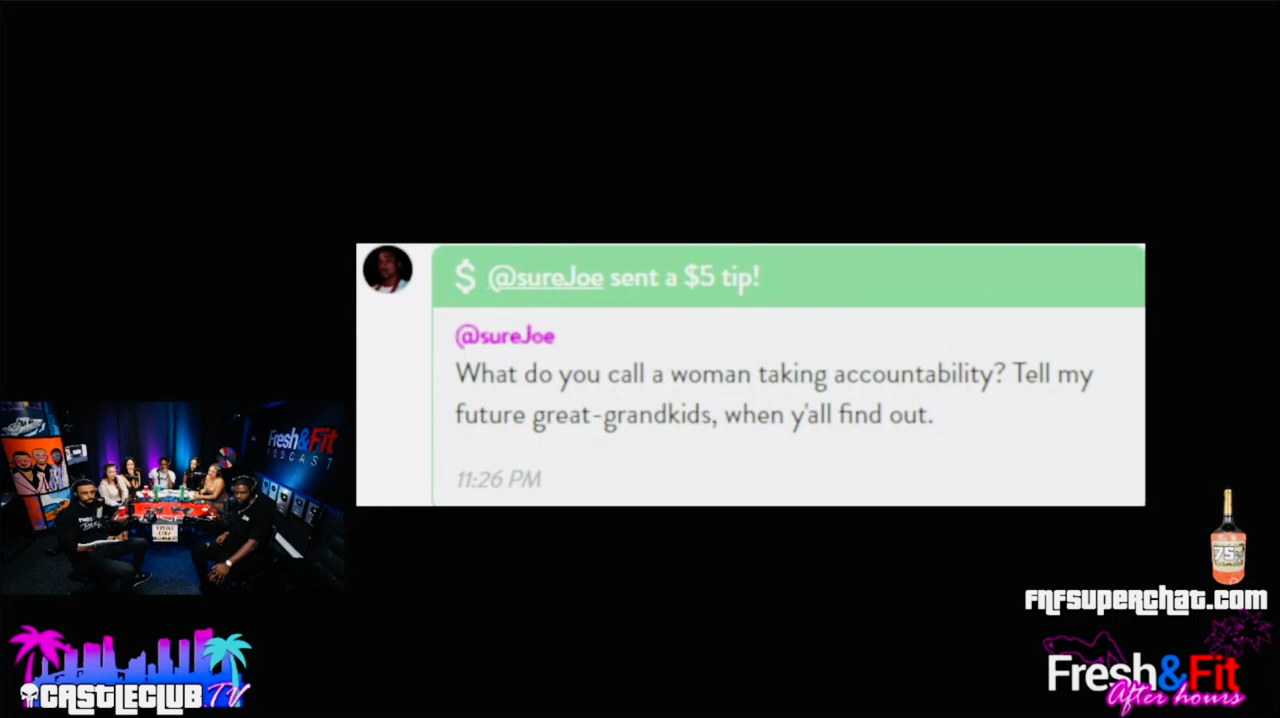 $ @sureJoe sent a $5 tip!
@sureJoe
What do you call a woman taking accountability? Tell my
future great-grandkids, when y'all find out.
11:26 PM
Fresh&Fit
PODCAST
75
FNFSUPERCHAT.COM
CASTLECLUB.TV
Fresh&Fit
After hours